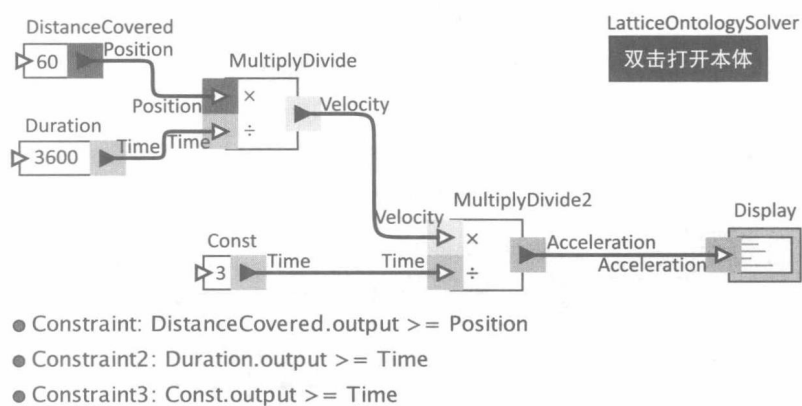 DistanceCovered
LatticeOntologySolver
Position
MultiplyDivide
双击打开本体
60
Position
×
Velocity
Duration
÷
3600
Time
Time
MultiplyDivide2
Velocity
×
Display
Const
Acceleration
3
Time
Time
÷
Acceleration
● Constraint: DistanceCovered.output >= Position
● Constraint2: Duration.output >= Time
● Constraint3: Const.output >= Time